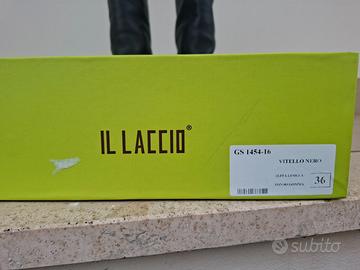 IL LACCIO®
GS 1454-16
VITELLO NERO
36
subito